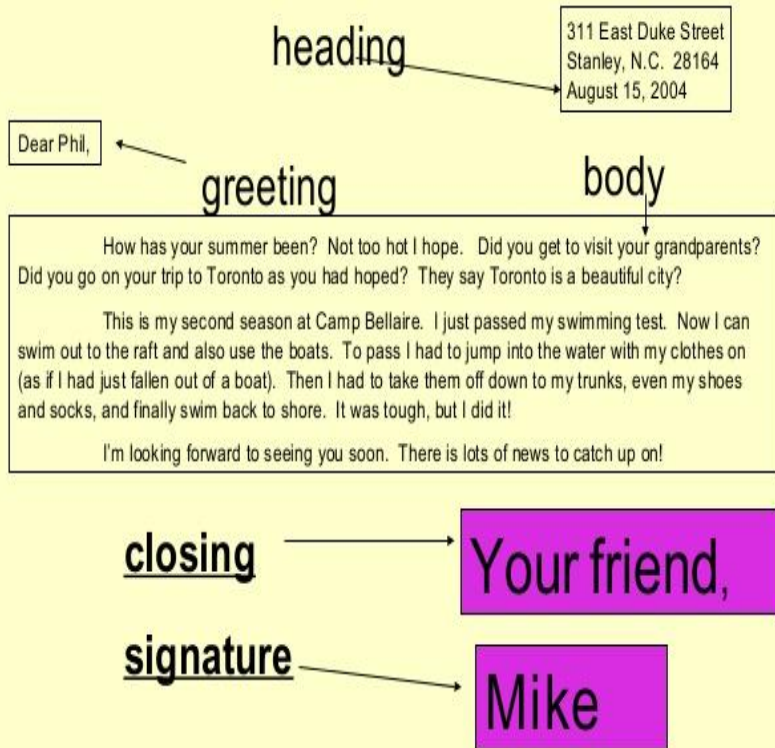 heading
311 East Duke Street
Stanley, N.C.  28164
August 15, 2004
Dear Phil,
greeting
body
How has your summer been?  Not too hot I hope.   Did you get to visit your grandparents?
Did you go on your trip to Toronto as you had hoped?  They say Toronto is a beautiful city?
This is my second season at Camp Bellaire.  I just passed my swimming test.  Now I can
swim out to the raft and also use the boats.  To pass I had to jump into the water with my clothes on
(as if I had just fallen out of a boat).  Then I had to take them off down to my trunks, even my shoes
and socks, and finally swim back to shore.  It was tough, but I did it!
I'm looking forward to seeing you soon.  There is lots of news to catch up on!
closing
Your friend,
signature
Mike